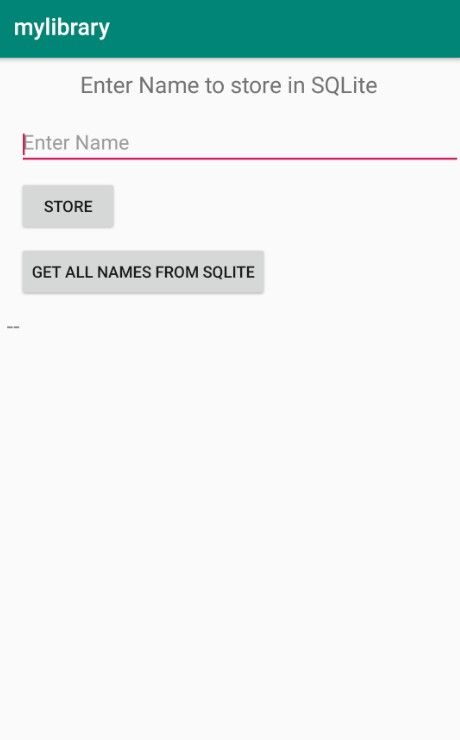 mylibrary
Enter Name to store in SQLite
Enter Name
STORE
GET ALL NAMES FROM SQLITE
--